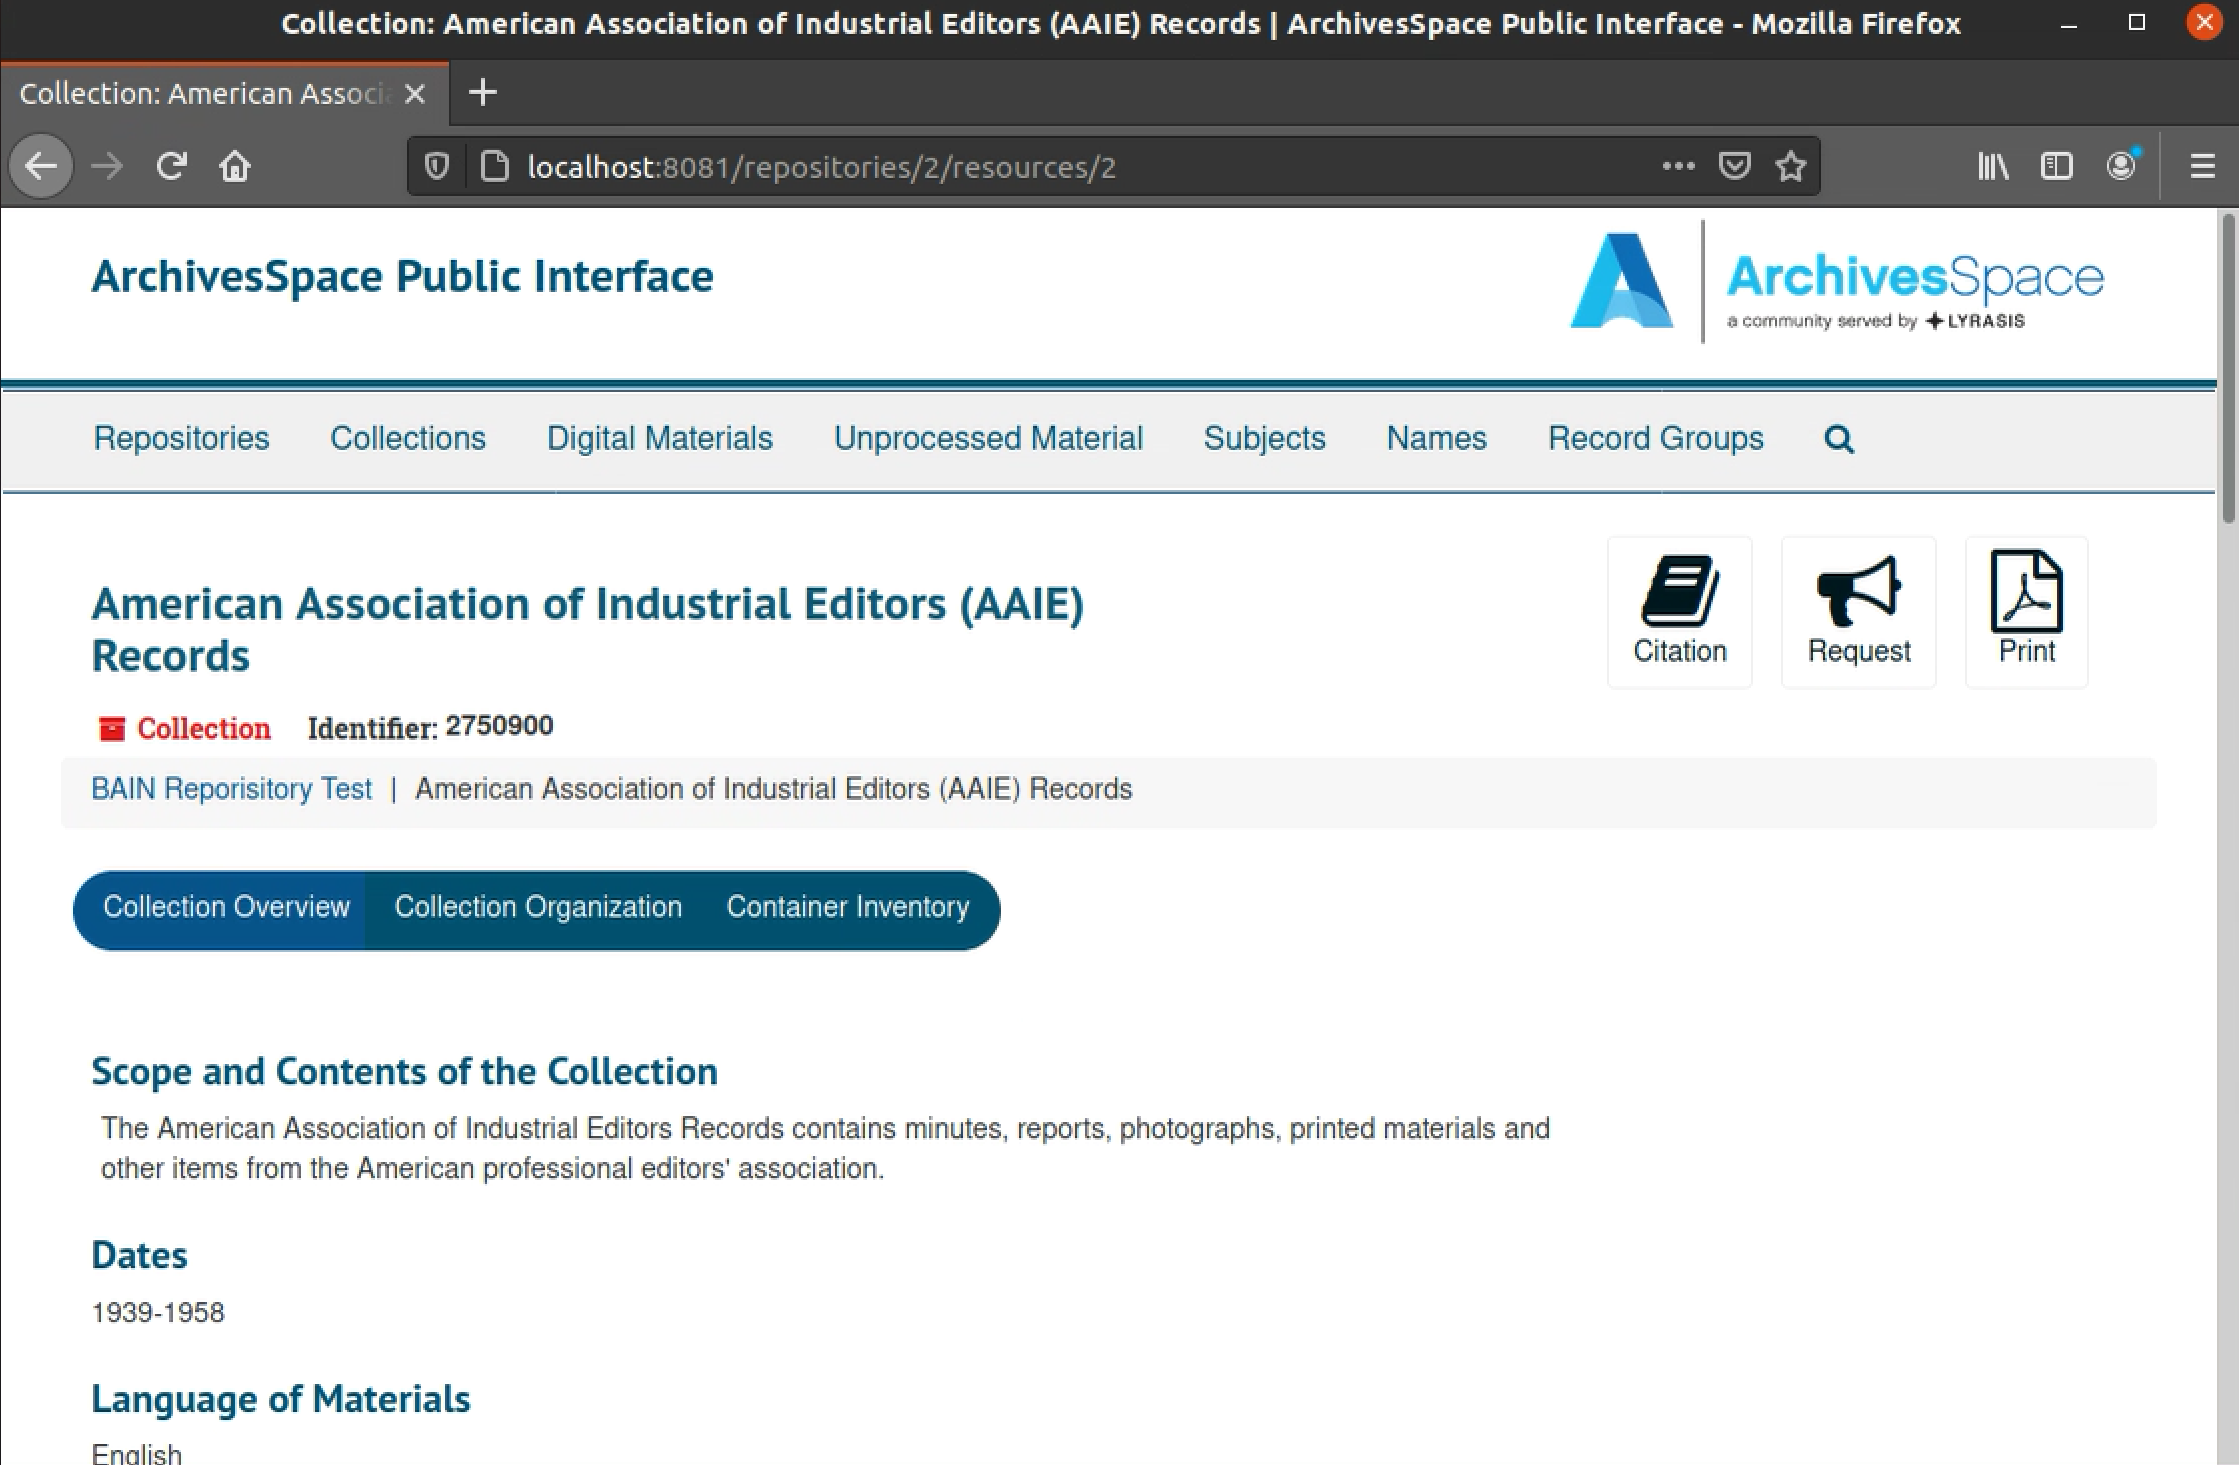 Collection: American Association of Industrial Editors (AAIE) Records | ArchivesSpace Public Interface - Mozilla Firefox
Collection: American Associa
localhost:8081/repositories/2/resources/2
ArchivesSpace Public Interface
ArchivesSpace
a community served by LYRASIS
Repositories Collections Digital Materials Unprocessed Material Subjects Names Record Groups
American Association of Industrial Editors (AAIE)
Records
Citation Request Print
Collection Identifier: 2750900
BAIN Reporisitory Test | American Association of Industrial Editors (AAIE) Records
Collection Overview Collection Organization Container Inventory
Scope and Contents of the Collection
The American Association of Industrial Editors Records contains minutes, reports, photographs, printed materials and
other items from the American professional editors' association.
Dates
1939-1958
Language of Materials
English